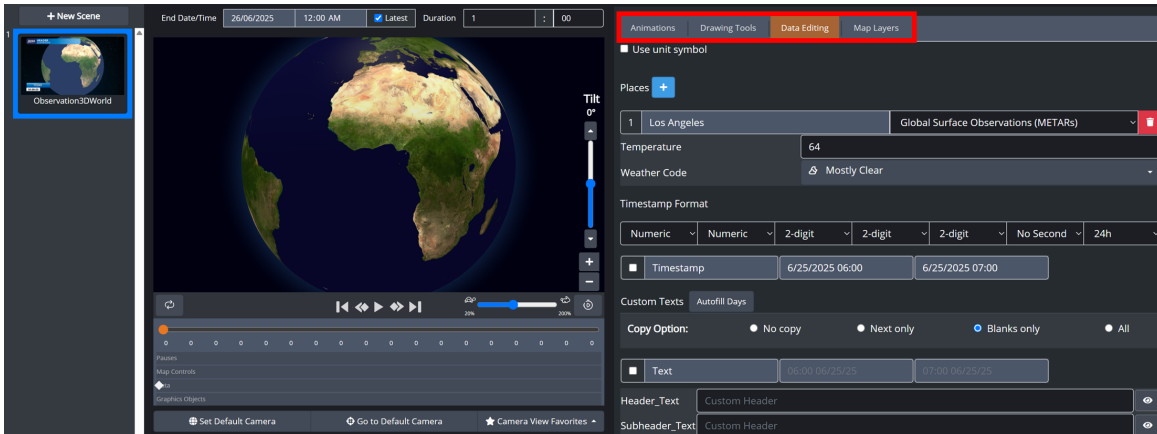 + New Scene
1
Observation3DWorld
End Date/Time 26/06/2025 12:00 AM Latest Duration 1 : 00
Tilt
0°
20% 200%
0 0 0 0 0 0 0 0 0 0 0 0 0 0 0 0 0 0
Pauses
Map Controls
Graphics Objects
Set Default Camera Go to Default Camera Camera View Favorites
Animations Drawing Tools Data Editing Map Layers
Use unit symbol
Places +
1 Los Angeles Global Surface Observations (METARs)
Temperature 64
Weather Code Mostly Clear
Timestamp Format
Numeric Numeric 2-digit 2-digit 2-digit No Second 24h
Timestamp 6/25/2025 06:00 6/25/2025 07:00
Custom Texts Autofill Days
Copy Option: No copy Next only Blanks only All
Text 06:00 06/25/25 07:00 06/25/25
Header_Text Custom Header
Subheader_Text Custom Header